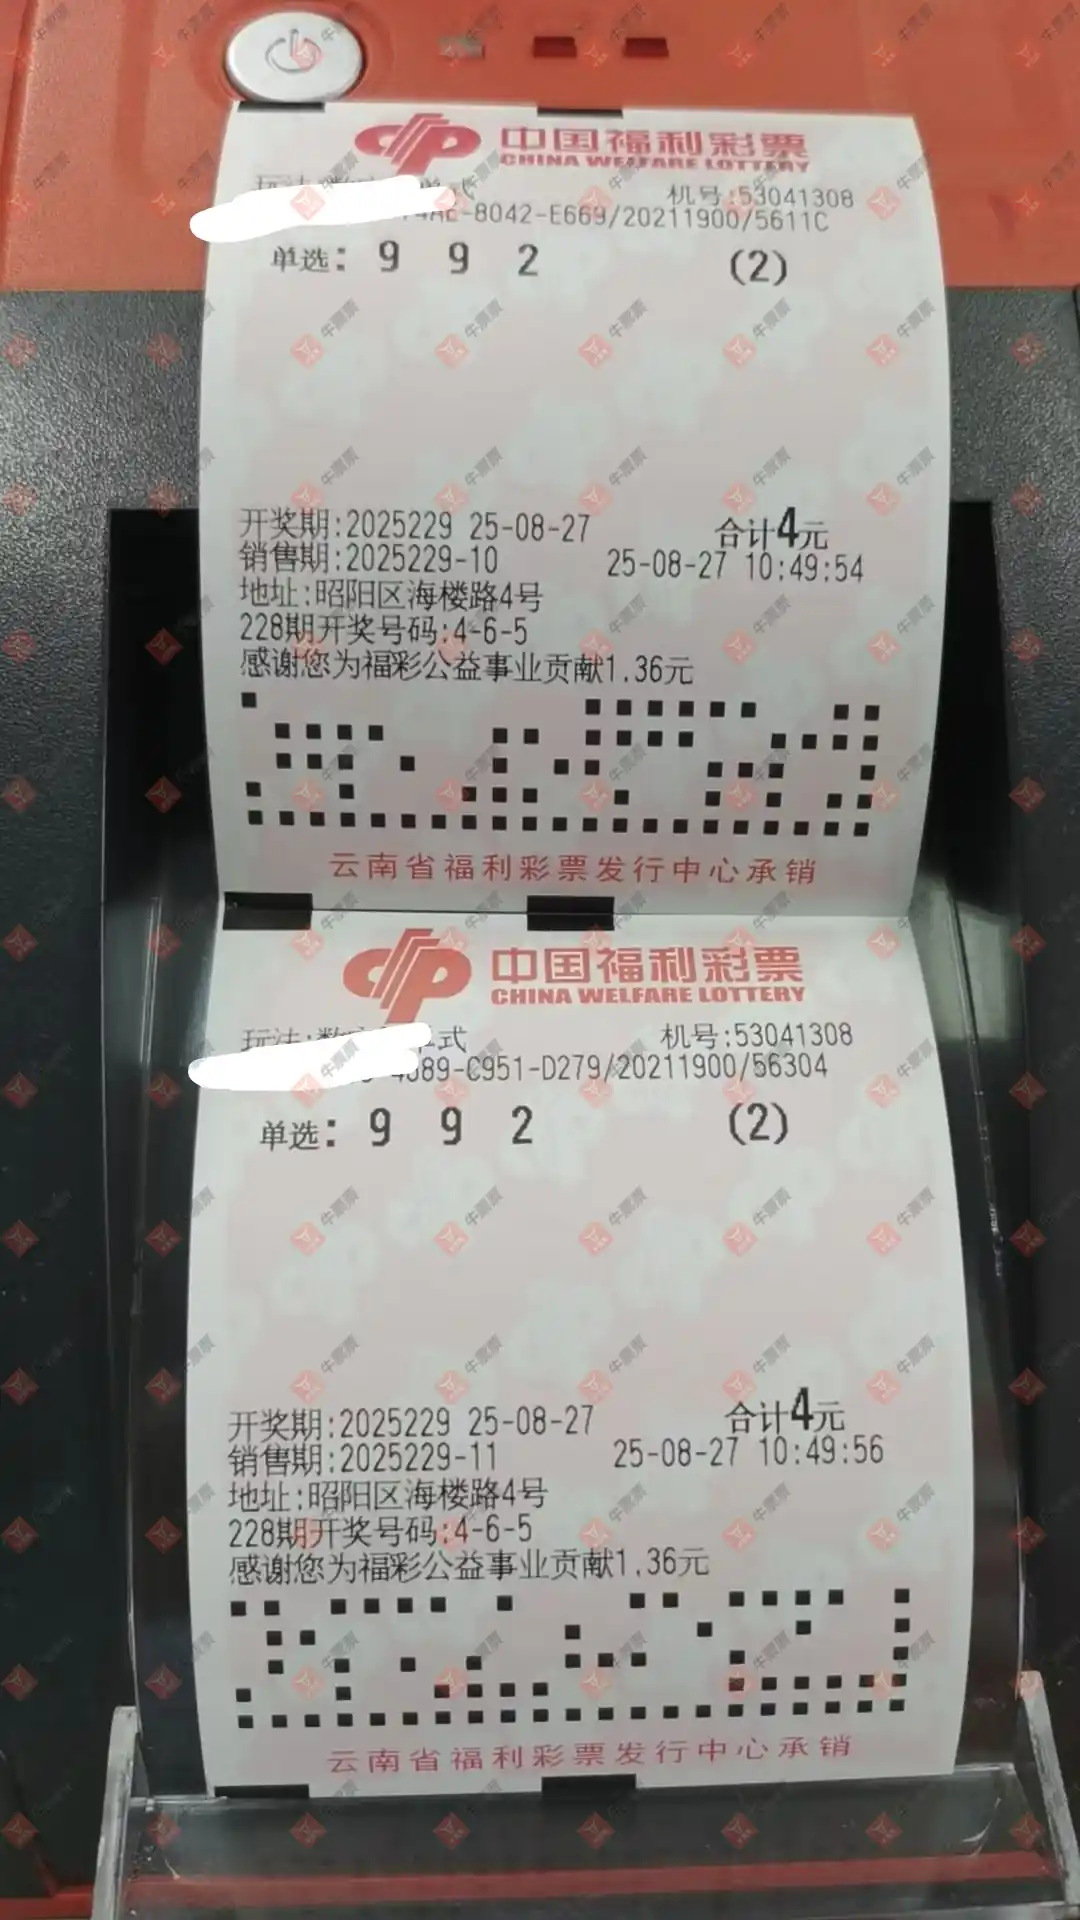 中国福利彩票
CHINA WELFARE LOTTERY
机号:53041308
-8042-E669/20211900/5611C
单选: 9 9 2 (2)
开奖期:2025229 25-08-27 合计4元
销售期:2025229-10 25-08-27 10:49:54
地址:昭阳区海楼路4号
228期开奖号码:4-6-5
感谢您为福彩公益事业贡献1.36元
云南省福利彩票发行中心承销
中国福利彩票
CHINA WELFARE LOTTERY
玩法: 式 机号:53041308
-C951-D279/20211900/56304
单选: 9 9 2 (2)
开奖期:2025229 25-08-27 合计4元
销售期:2025229-11 25-08-27 10:49:56
地址:昭阳区海楼路4号
228期开奖号码:4-6-5
感谢您为福彩公益事业贡献1.36元
云南省福利彩票发行中心承销
牛票票